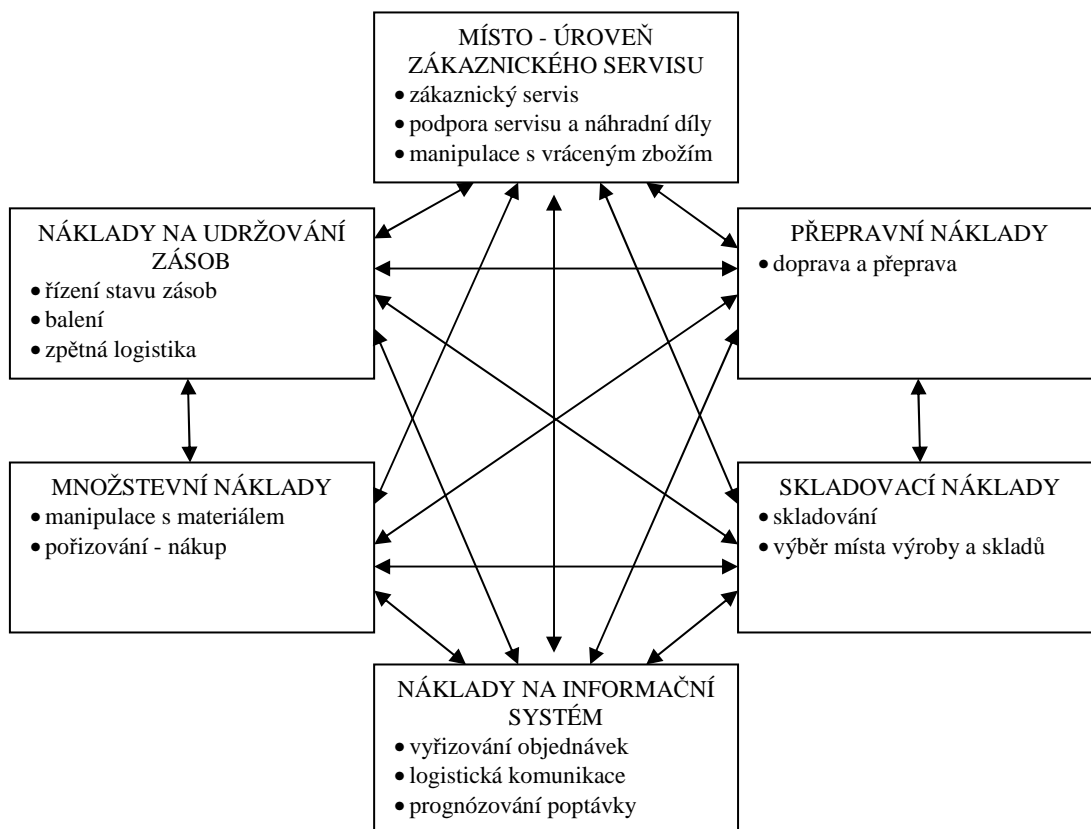 MÍSTO - ÚROVEŇ
ZÁKAZNICKÉHO SERVISU
• zákaznický servis
• podpora servisu a náhradní díly
• manipulace s vráceným zbožím
NÁKLADY NA UDRŽOVÁNÍ
ZÁSOB
• řízení stavu zásob
• balení
• zpětná logistika
PŘEPRAVNÍ NÁKLADY
• doprava a přeprava
MNOŽSTEVNÍ NÁKLADY
• manipulace s materiálem
• pořizování - nákup
SKLADOVACÍ NÁKLADY
• skladování
• výběr místa výroby a skladů
NÁKLADY NA INFORMAČNÍ
SYSTÉM
• vyřizování objednávek
• logistická komunikace
• prognózování poptávky